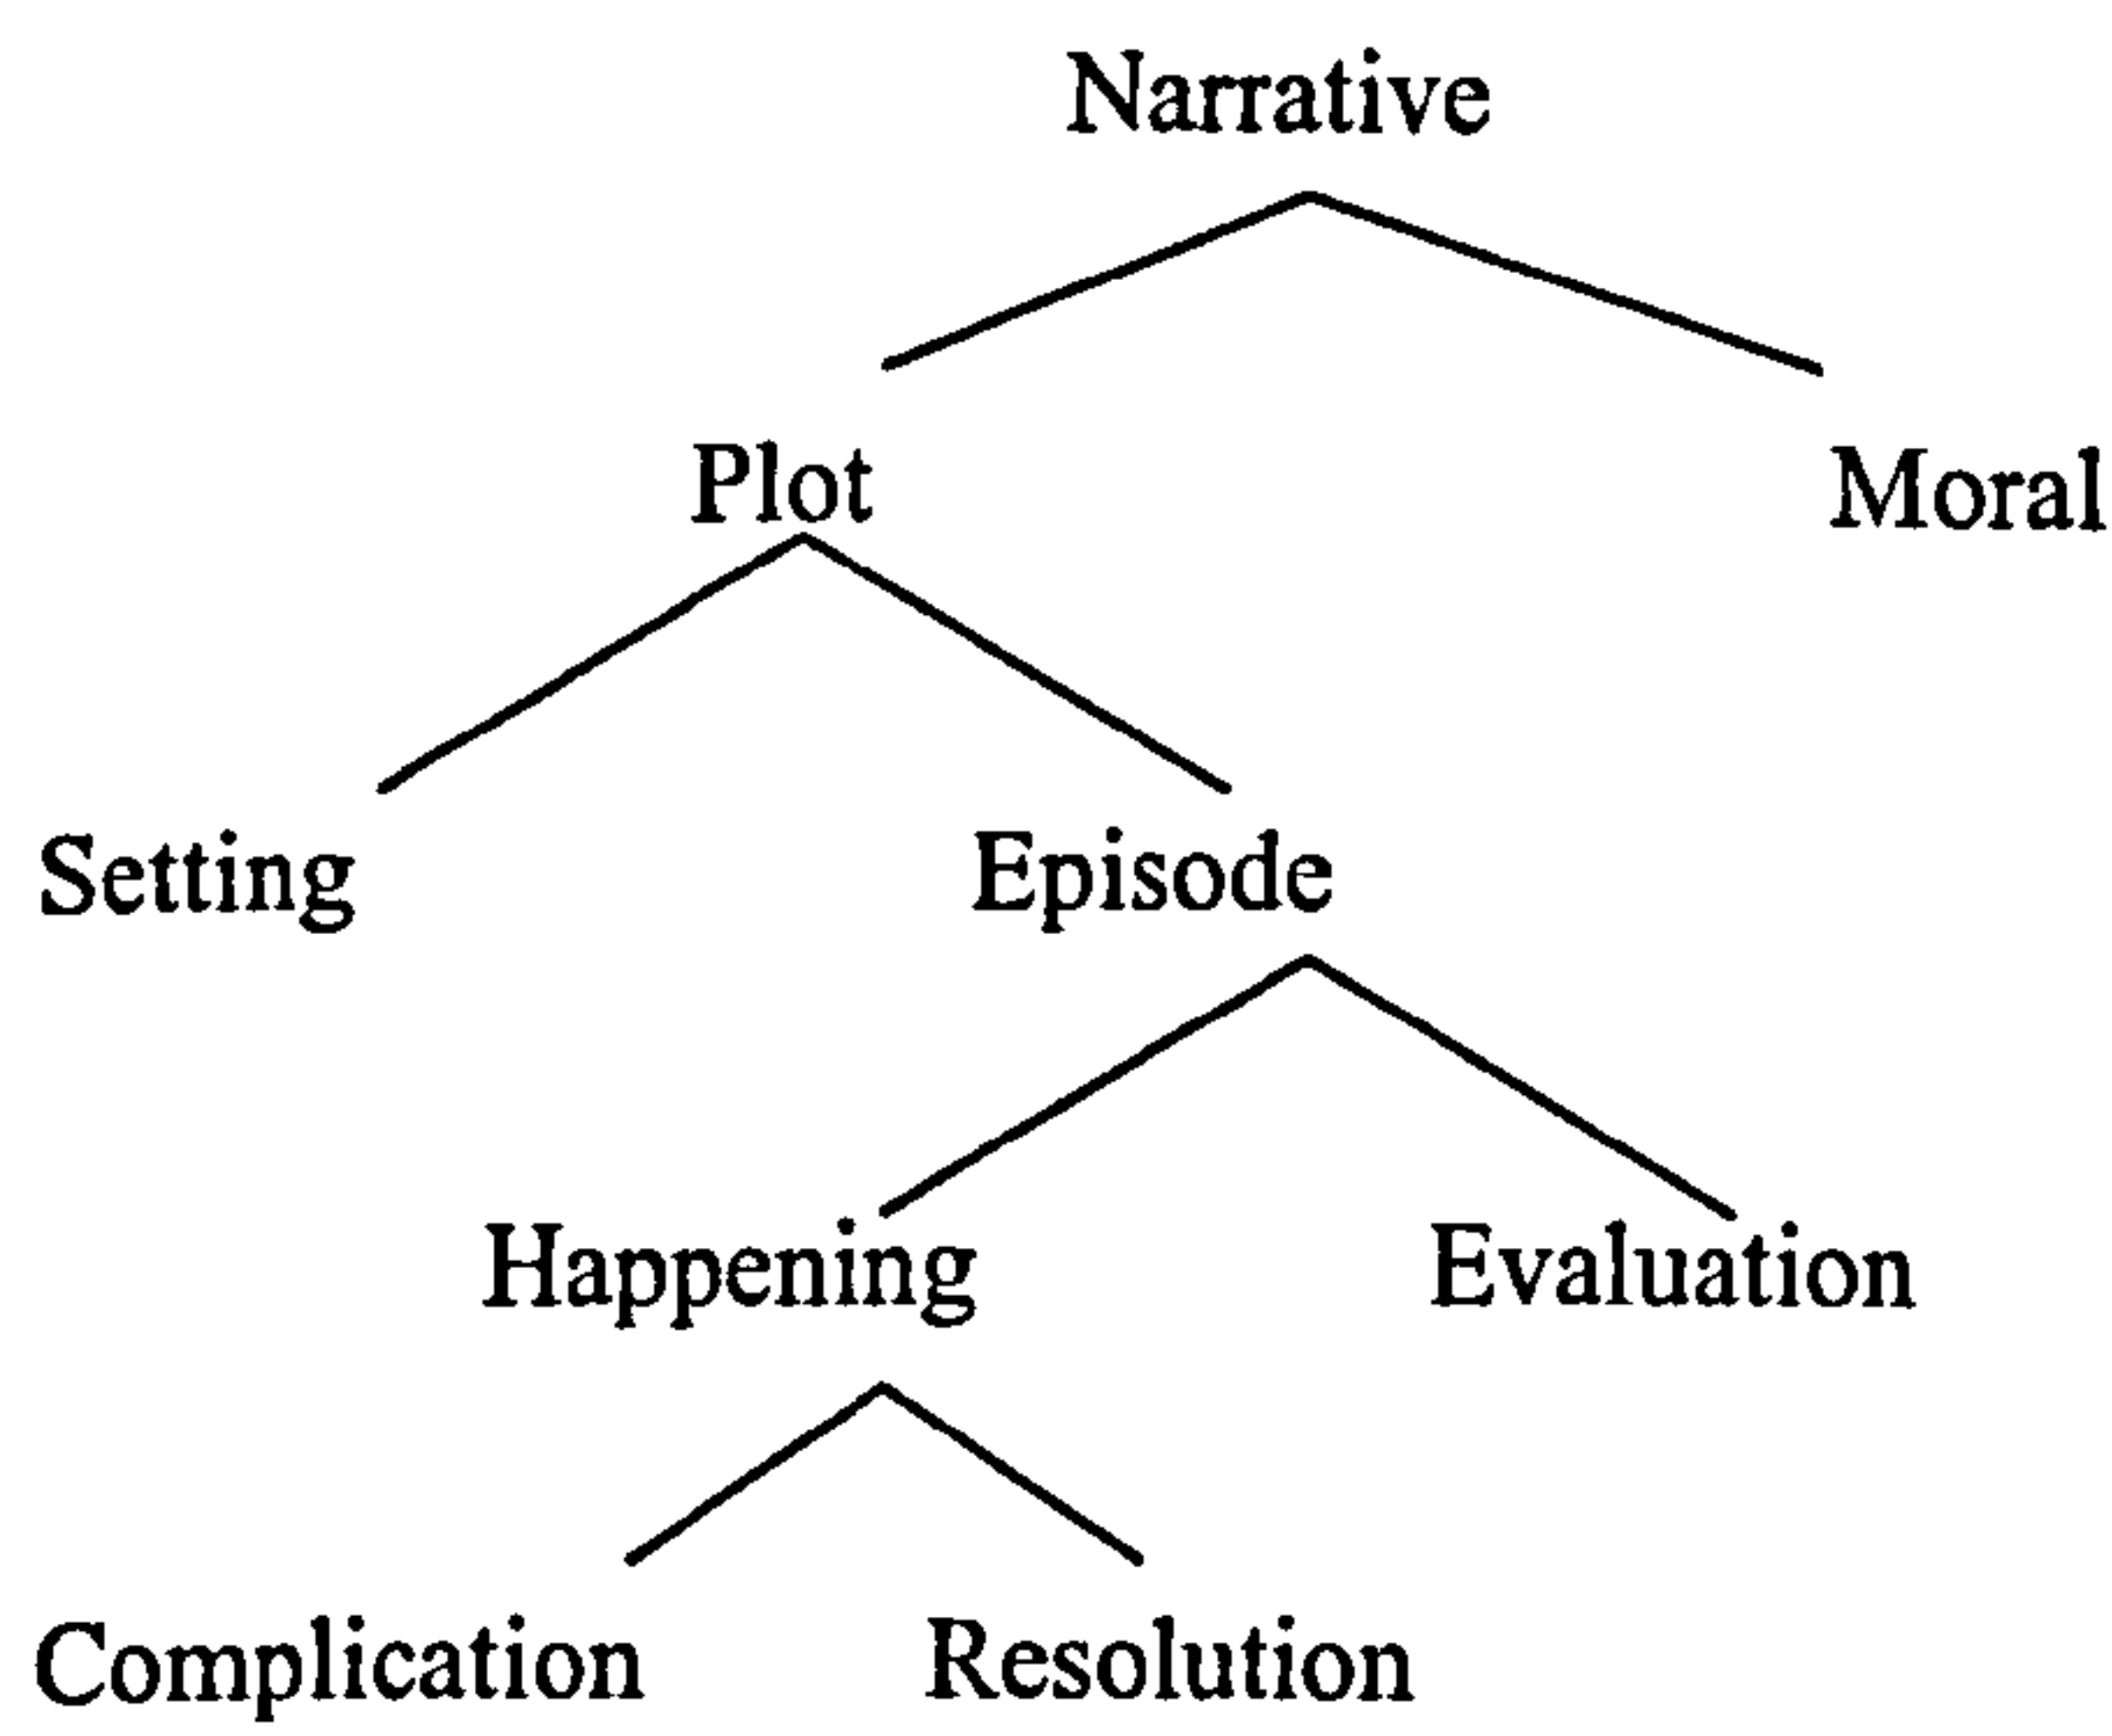 Narrative
Plot Moral
Setting Episode
Happening Evaluation
Complication Resolution